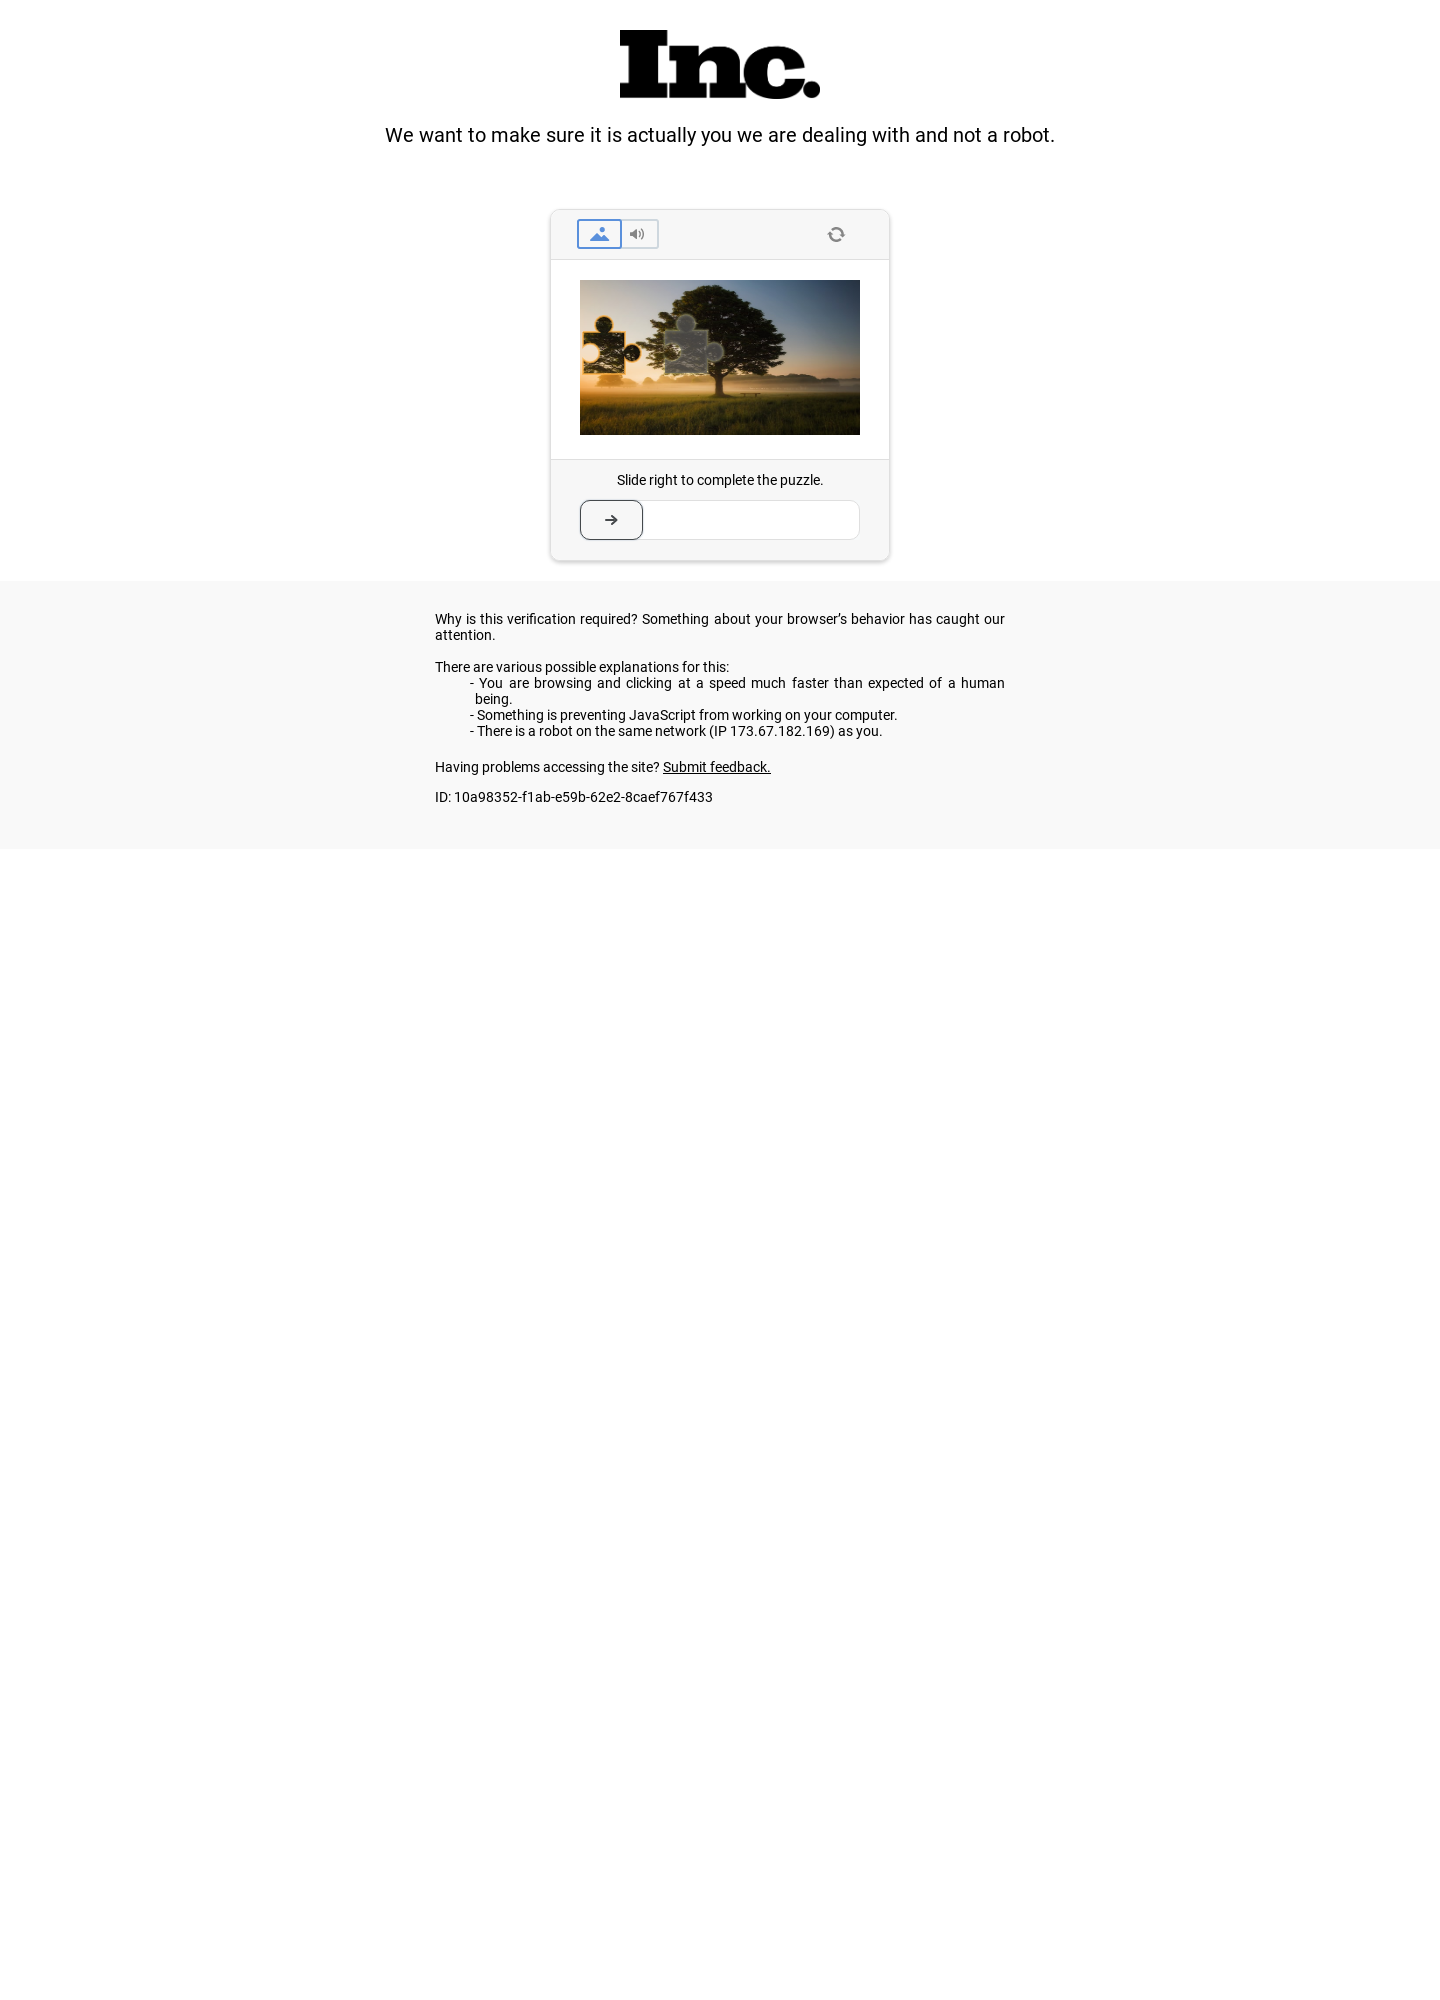 Inc.
We want to make sure it is actually you we are dealing with and not a robot.
Slide right to complete the puzzle.
Why is this verification required? Something about your browser’s behavior has caught our
attention.
There are various possible explanations for this:
- You are browsing and clicking at a speed much faster than expected of a human
being.
- Something is preventing JavaScript from working on your computer.
- There is a robot on the same network (IP 173.67.182.169) as you.
Having problems accessing the site? Submit feedback.
ID: 10a98352-f1ab-e59b-62e2-8caef767f433